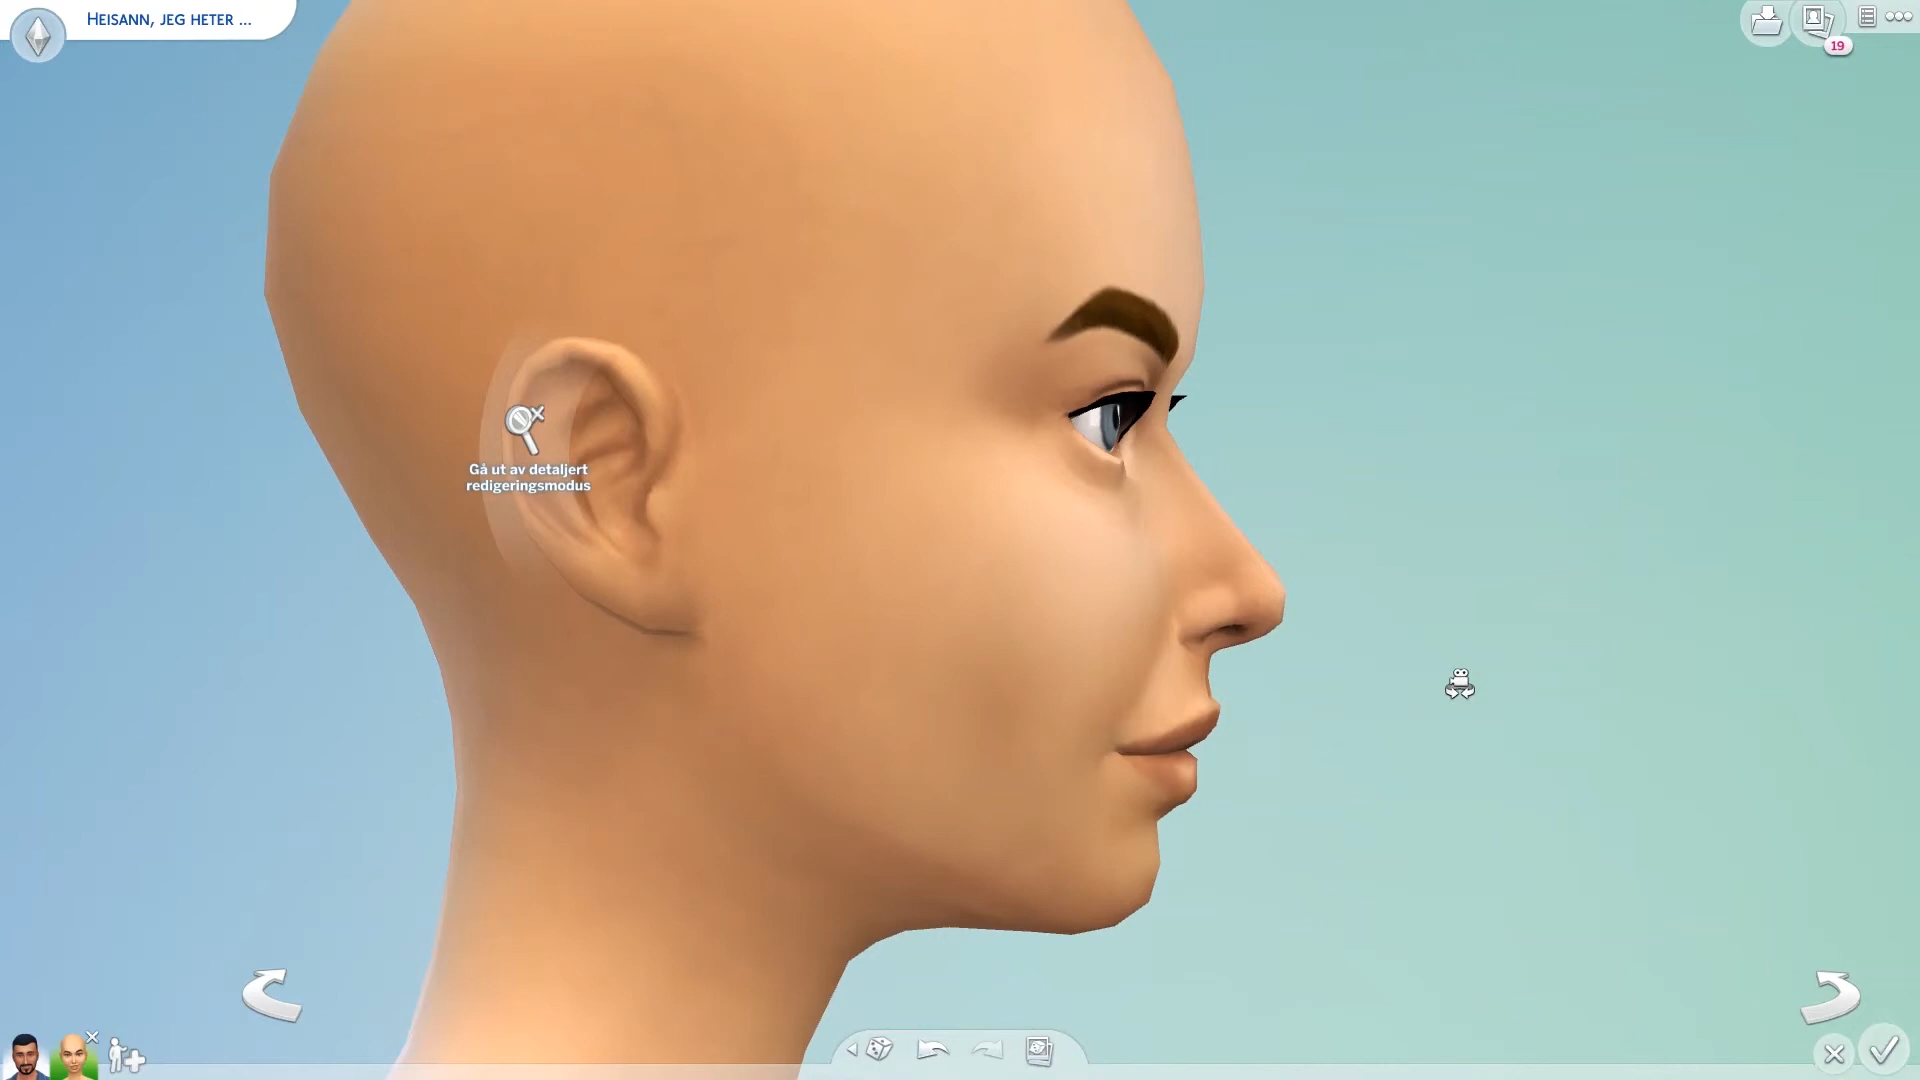 Heisann, jeg heter ...
19
Gå ut av detaljert
redigeringsmodus